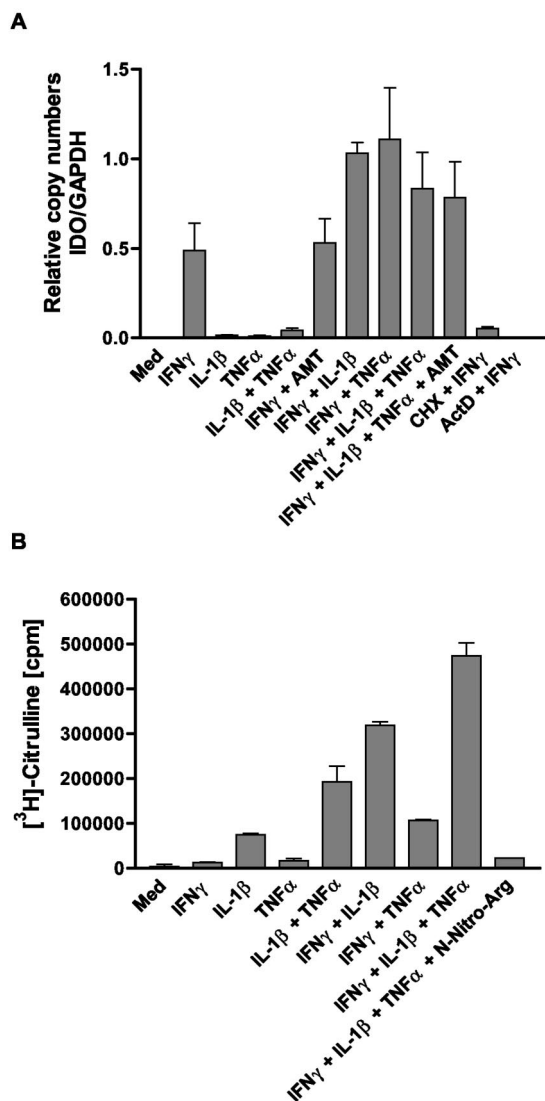 A
Relative copy numbers
IDO/GAPDH
1.5
1.0
0.5
0.0
Med
IFNγ
IL-1β
TNFα
IL-1β + TNFα
IFNγ + AMT
IFNγ + IL-1β
IFNγ + TNFα
IFNγ + IL-1β + TNFα
IFNγ + IL-1β + TNFα + AMT
CHX + IFNγ
ActD + IFNγ
B
[³H]-Citrulline [cpm]
600000
500000
400000
300000
200000
100000
0
Med
IFNγ
IL-1β
TNFα
IL-1β + TNFα
IFNγ + IL-1β
IFNγ + TNFα
IFNγ + IL-1β + TNFα
IFNγ + IL-1β + TNFα + N-Nitro-Arg